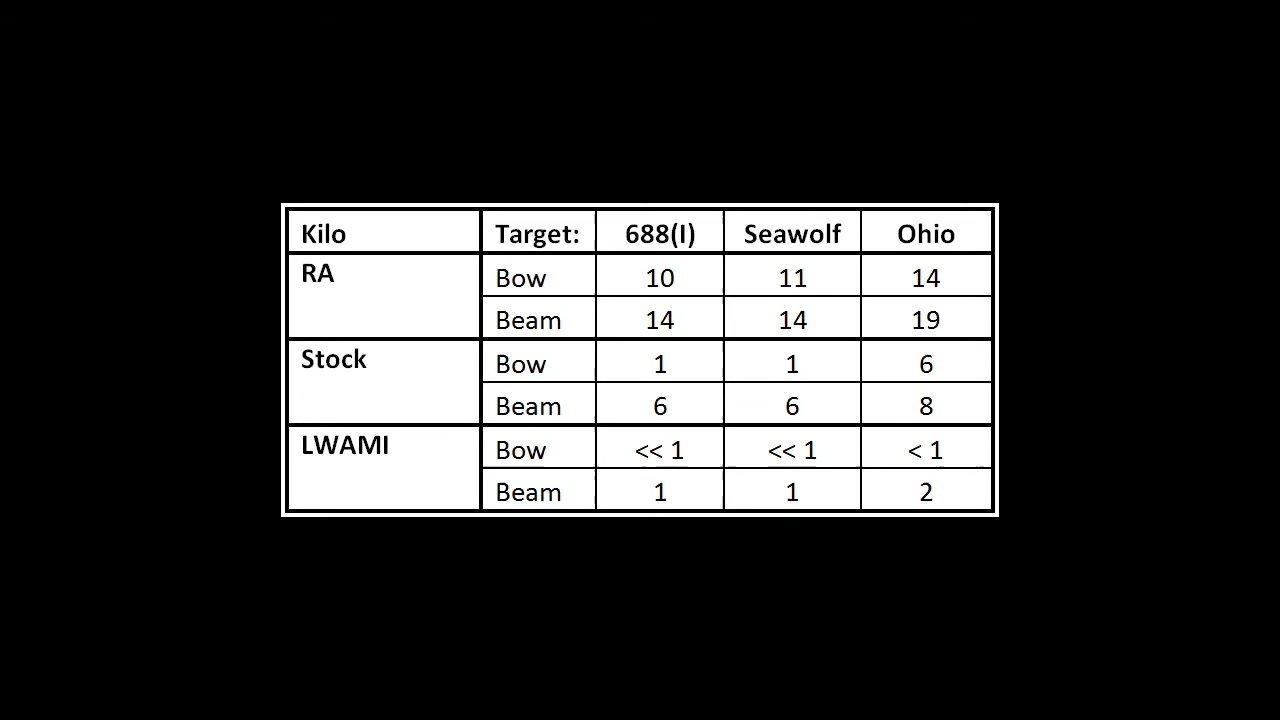 Kilo Target: 688(I) Seawolf Ohio
RA Bow 10 11 14
Beam 14 14 19
Stock Bow 1 1 6
Beam 6 6 8
LWAMI Bow << 1 << 1 < 1
Beam 1 1 2